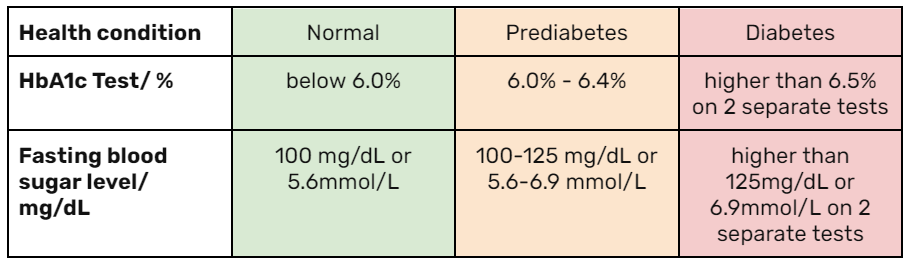 Health condition
Normal
Prediabetes
Diabetes
HbA1c Test/ %
below 6.0%
6.0% - 6.4%
higher than 6.5%
on 2 separate tests
Fasting blood
sugar level/
mg/dL
100 mg/dL or
5.6mmol/L
100-125 mg/dL or
5.6-6.9 mmol/L
higher than
125mg/dL or
6.9mmol/L on 2
separate tests